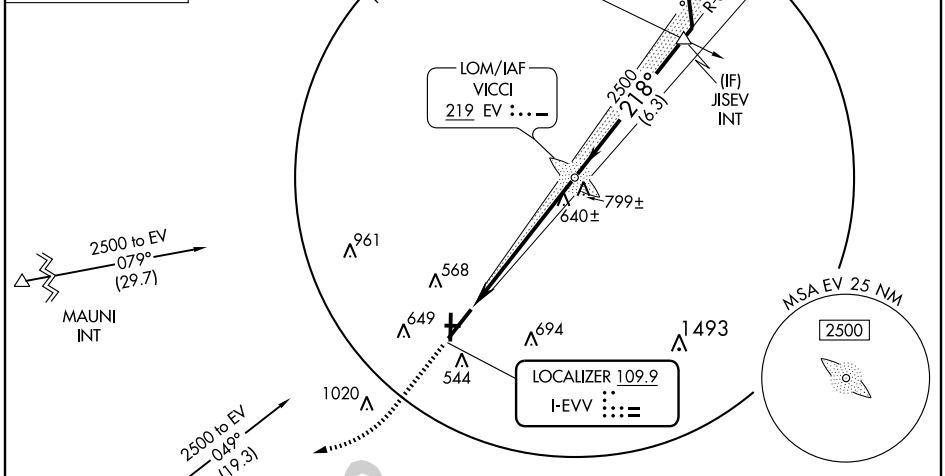 R-
LOM/IAF
VICCI
219 EV
2500
218°
(6.3)
(IF)
JISEV
INT
799±
640±
961
2500 to EV
079°
(29.7)
568
MAUNI
INT
649
694
1493
544
1020
LOCALIZER 109.9
I-EVV
MSA EV 25 NM
2500
2500 to EV
049°
(19.3)